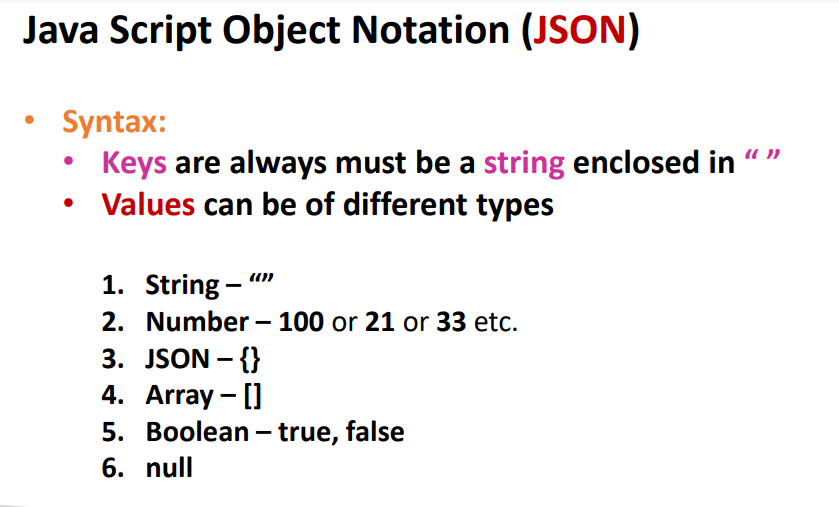 Java Script Object Notation (JSON)
• Syntax:
• Keys are always must be a string enclosed in “ ”
• Values can be of different types
1. String – “”
2. Number – 100 or 21 or 33 etc.
3. JSON – {}
4. Array – []
5. Boolean – true, false
6. null